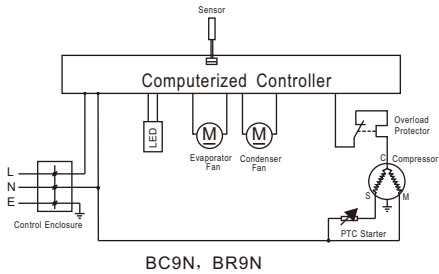 Sensor
Computerized Controller
LED
M
M
Evaporator
Fan
Condenser
Fan
Overload
Protector
C Compressor
S
M
PTC Starter
L
N
E
Control Enclosure
BC9N, BR9N